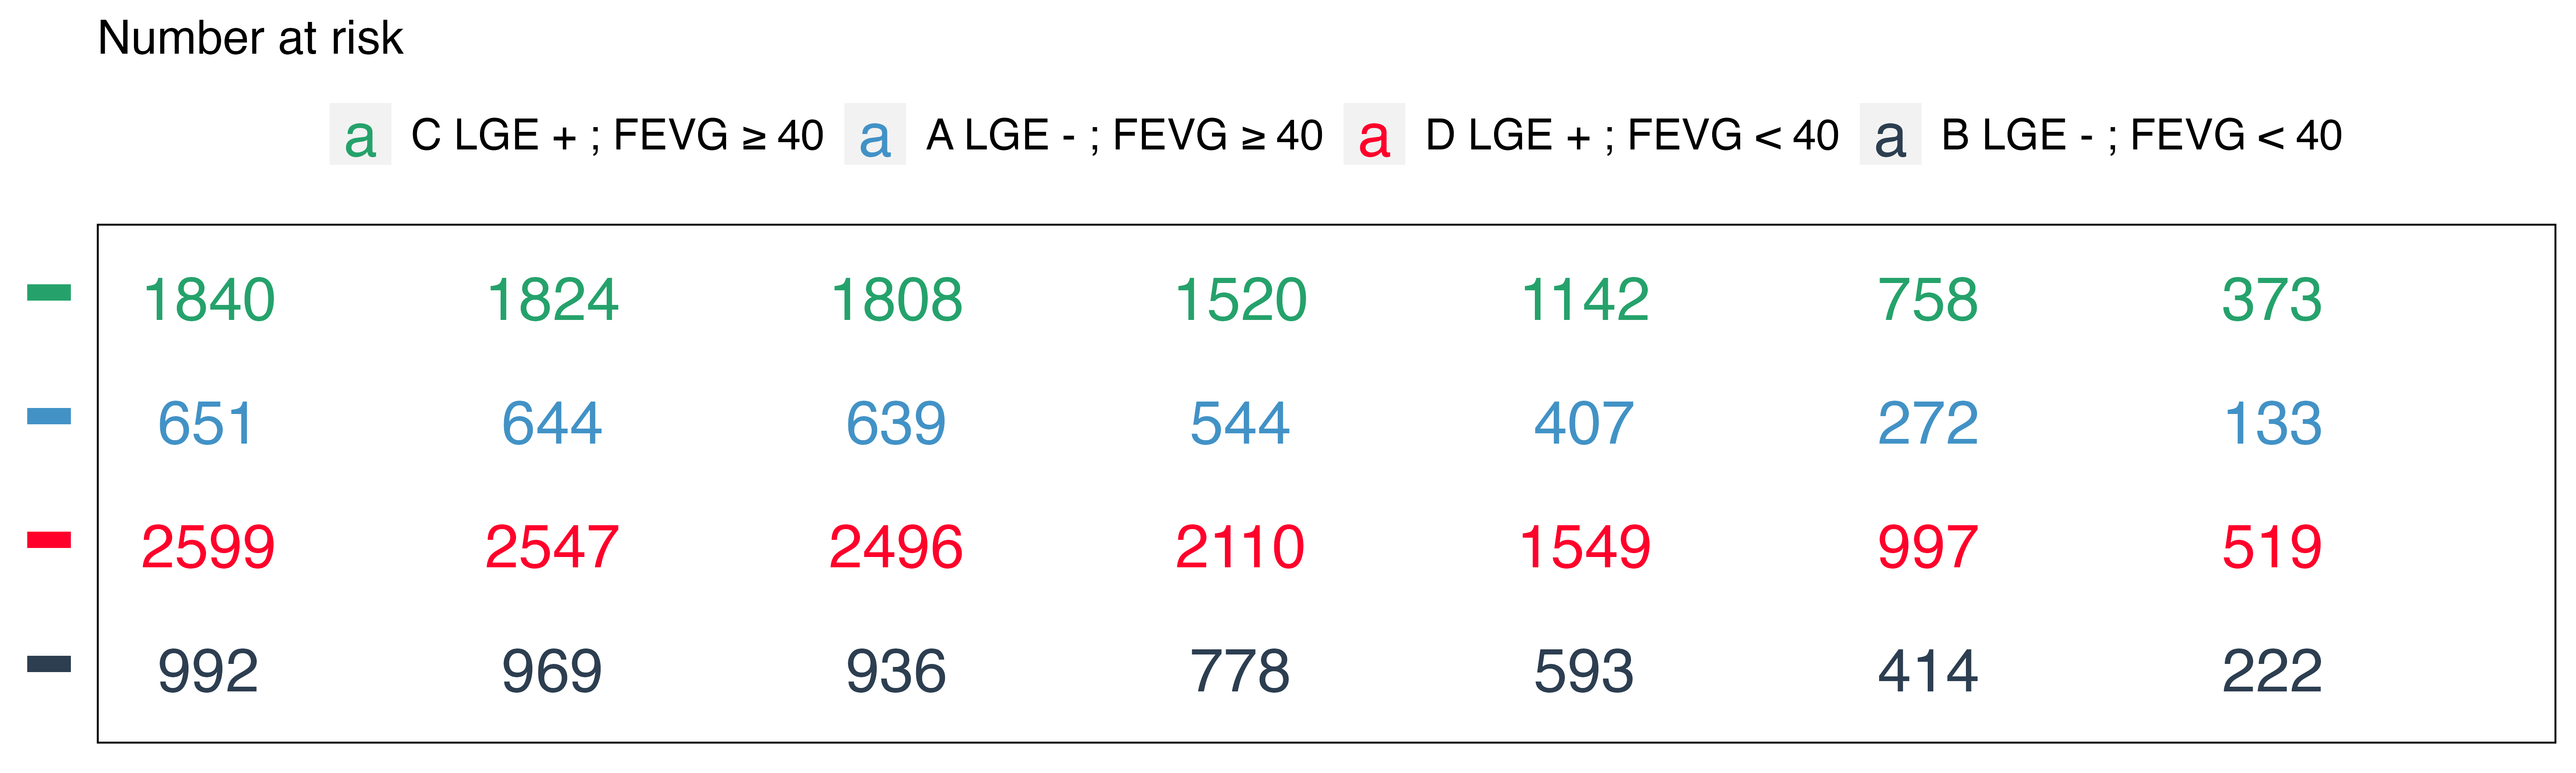 Number at risk
a C LGE + ; FEVG ≥ 40 a A LGE - ; FEVG ≥ 40 a D LGE + ; FEVG < 40 a B LGE - ; FEVG < 40
1840 1824 1808 1520 1142 758 373
651 644 639 544 407 272 133
2599 2547 2496 2110 1549 997 519
992 969 936 778 593 414 222